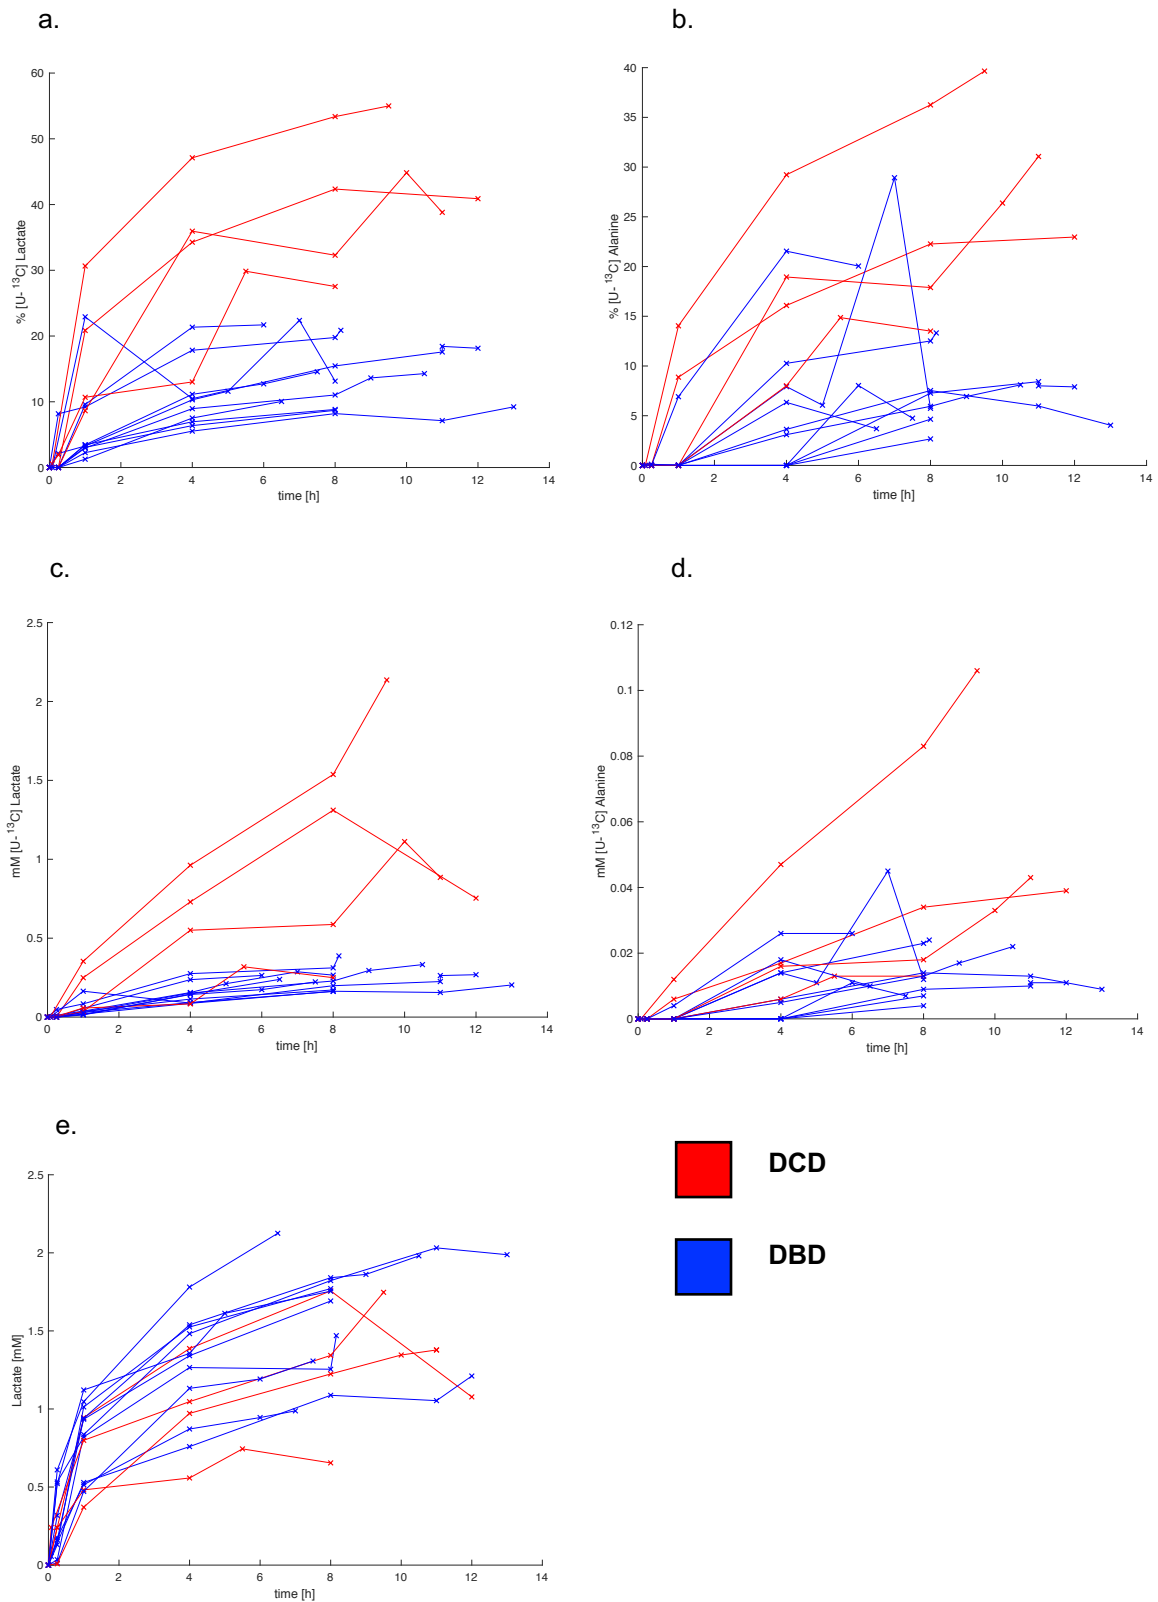 a.
60
50
40
30
20
10
0
% [U- ¹³C] Lactate
0 2 4 6 8 10 12 14
time [h]
b.
40
35
30
25
20
15
10
5
0
% [U- ¹³C] Alanine
0 2 4 6 8 10 12 14
time [h]
c.
2.5
2
1.5
1
0.5
0
mM [U- ¹³C] Lactate
0 2 4 6 8 10 12 14
time [h]
d.
0.12
0.1
0.08
0.06
0.04
0.02
0
mM [U- ¹³C] Alanine
0 2 4 6 8 10 12 14
time [h]
e.
2.5
2
1.5
1
0.5
0
Lactate [mM]
0 2 4 6 8 10 12 14
time [h]
DCD
DBD